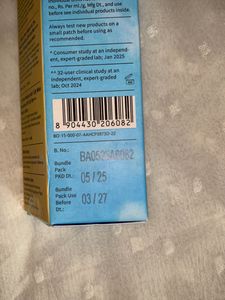 no., Rs. Per ml./g, Mfg Dt., and Use
before see individual products inside.
Always test new products on a
small patch before using as
recommended.
* Consumer study at an independ-
ent, expert-graded lab; Jan 2025
** 32-user clinical study at an
independent, expert-graded
lab; Oct 2024
8 904430 206082
B. No.:
BA0525A6082
Bundle
Pack
PKD Dt.:
05 / 25
Bundle
Pack Use
Before
Dt.:
03 / 27